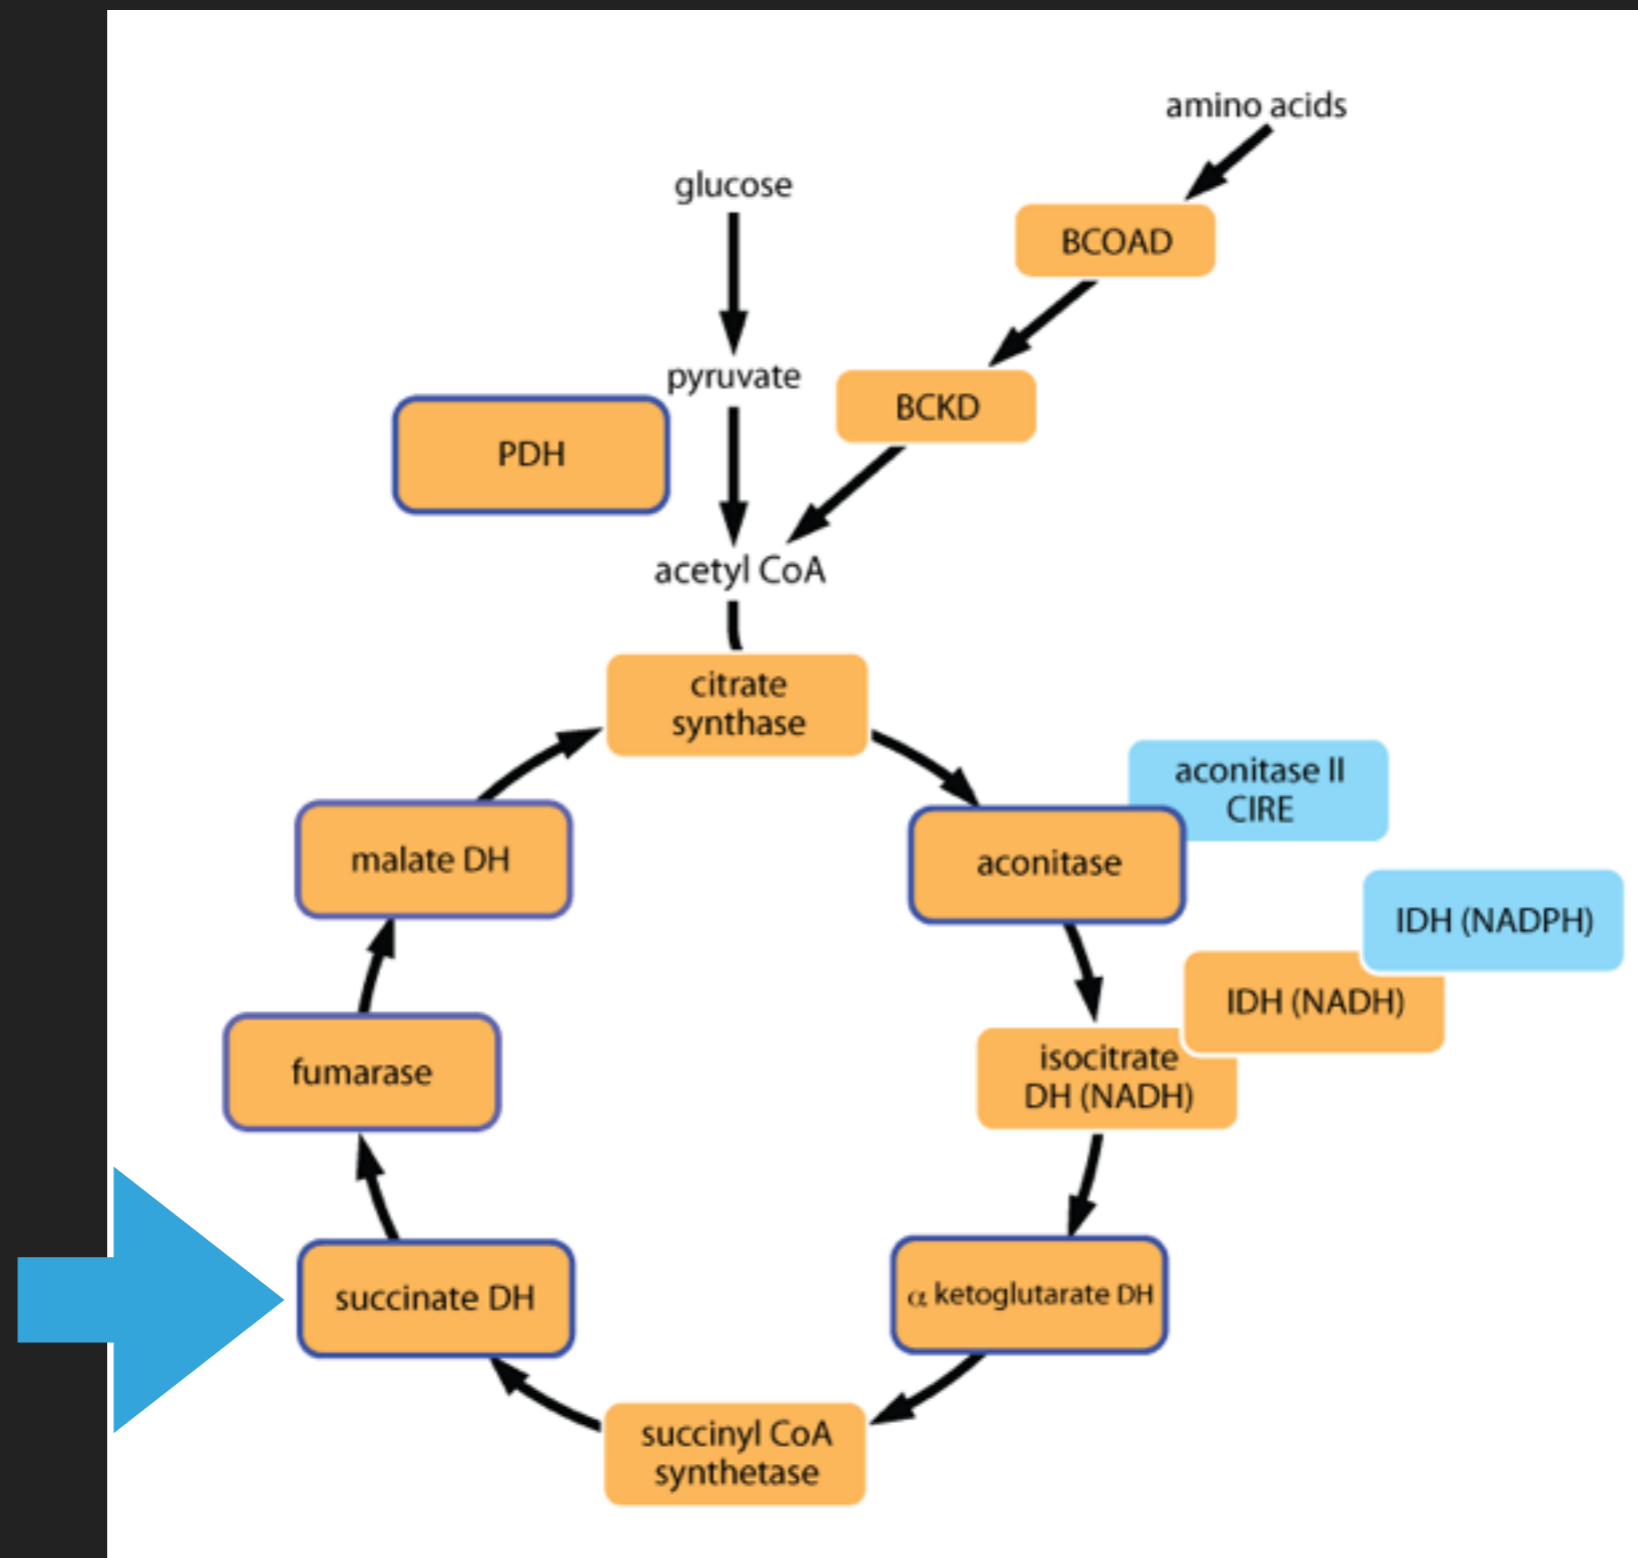 amino acids
glucose
BCOAD
pyruvate
BCKD
PDH
acetyl CoA
citrate
synthase
aconitase II
CIRE
malate DH
aconitase
IDH (NADPH)
IDH (NADH)
fumarase
isocitrate
DH (NADH)
succinate DH
α ketoglutarate DH
succinyl CoA
synthetase